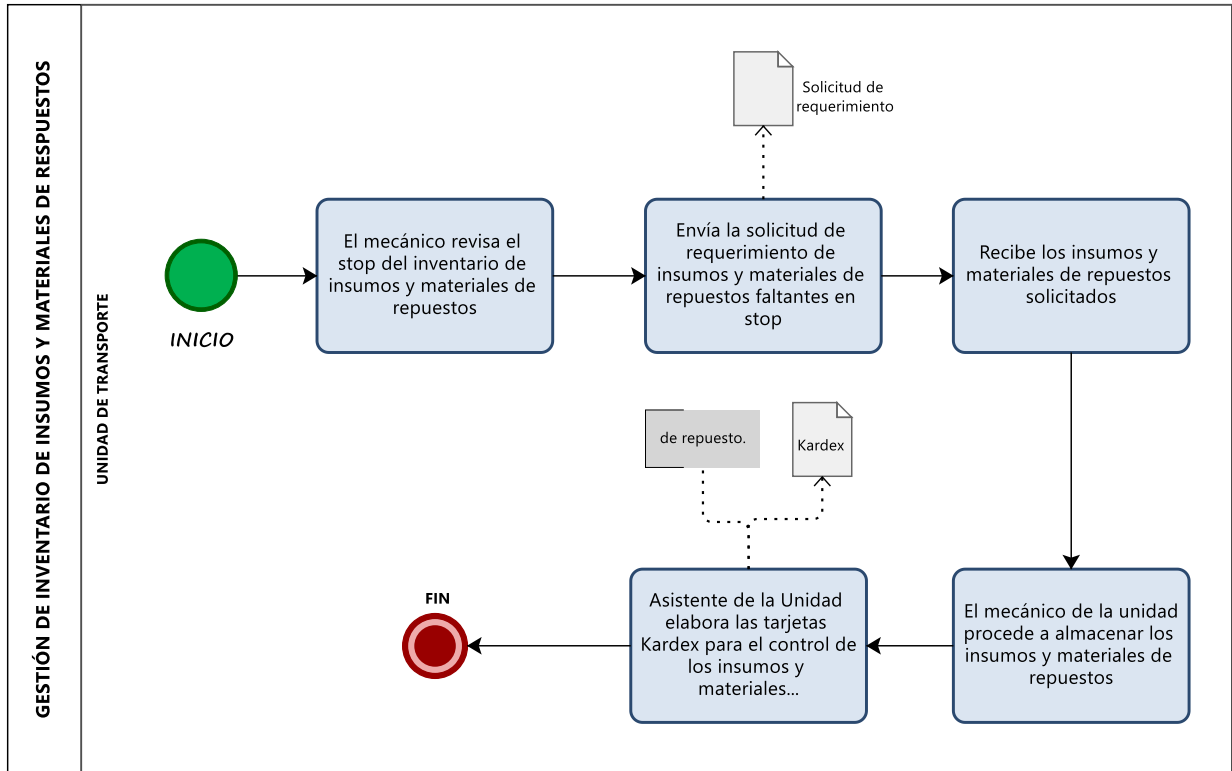 GESTIÓN DE INVENTARIO DE INSUMOS Y MATERIALES DE RESPUESTOS
UNIDAD DE TRANSPORTE
Solicitud de
requerimiento
INICIO
El mecánico revisa el
stop del inventario de
insumos y materiales de
repuestos
Envía la solicitud de
requerimiento de
insumos y materiales de
repuestos faltantes en
stop
Recibe los insumos y
materiales de repuestos
solicitados
de repuesto.
Kardex
FIN
Asistente de la Unidad
elabora las tarjetas
Kardex para el control de
los insumos y
materiales...
El mecánico de la unidad
procede a almacenar los
insumos y materiales de
repuestos